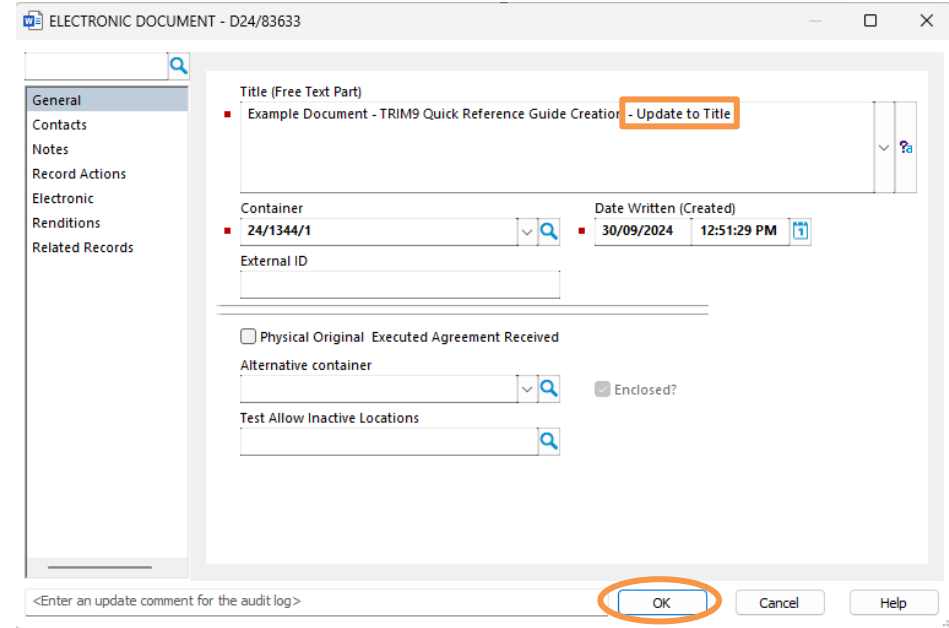 ELECTRONIC DOCUMENT - D24/83633
General
Contacts
Notes
Record Actions
Electronic
Renditions
Related Records
Title (Free Text Part)
Example Document - TRIM9 Quick Reference Guide Creation - Update to Title
Container
Date Written (Created)
24/1344/1
30/09/2024 12:51:29 PM
External ID
Physical Original Executed Agreement Received
Alternative container
Enclosed?
Test Allow Inactive Locations
<Enter an update comment for the audit log>
OK
Cancel
Help